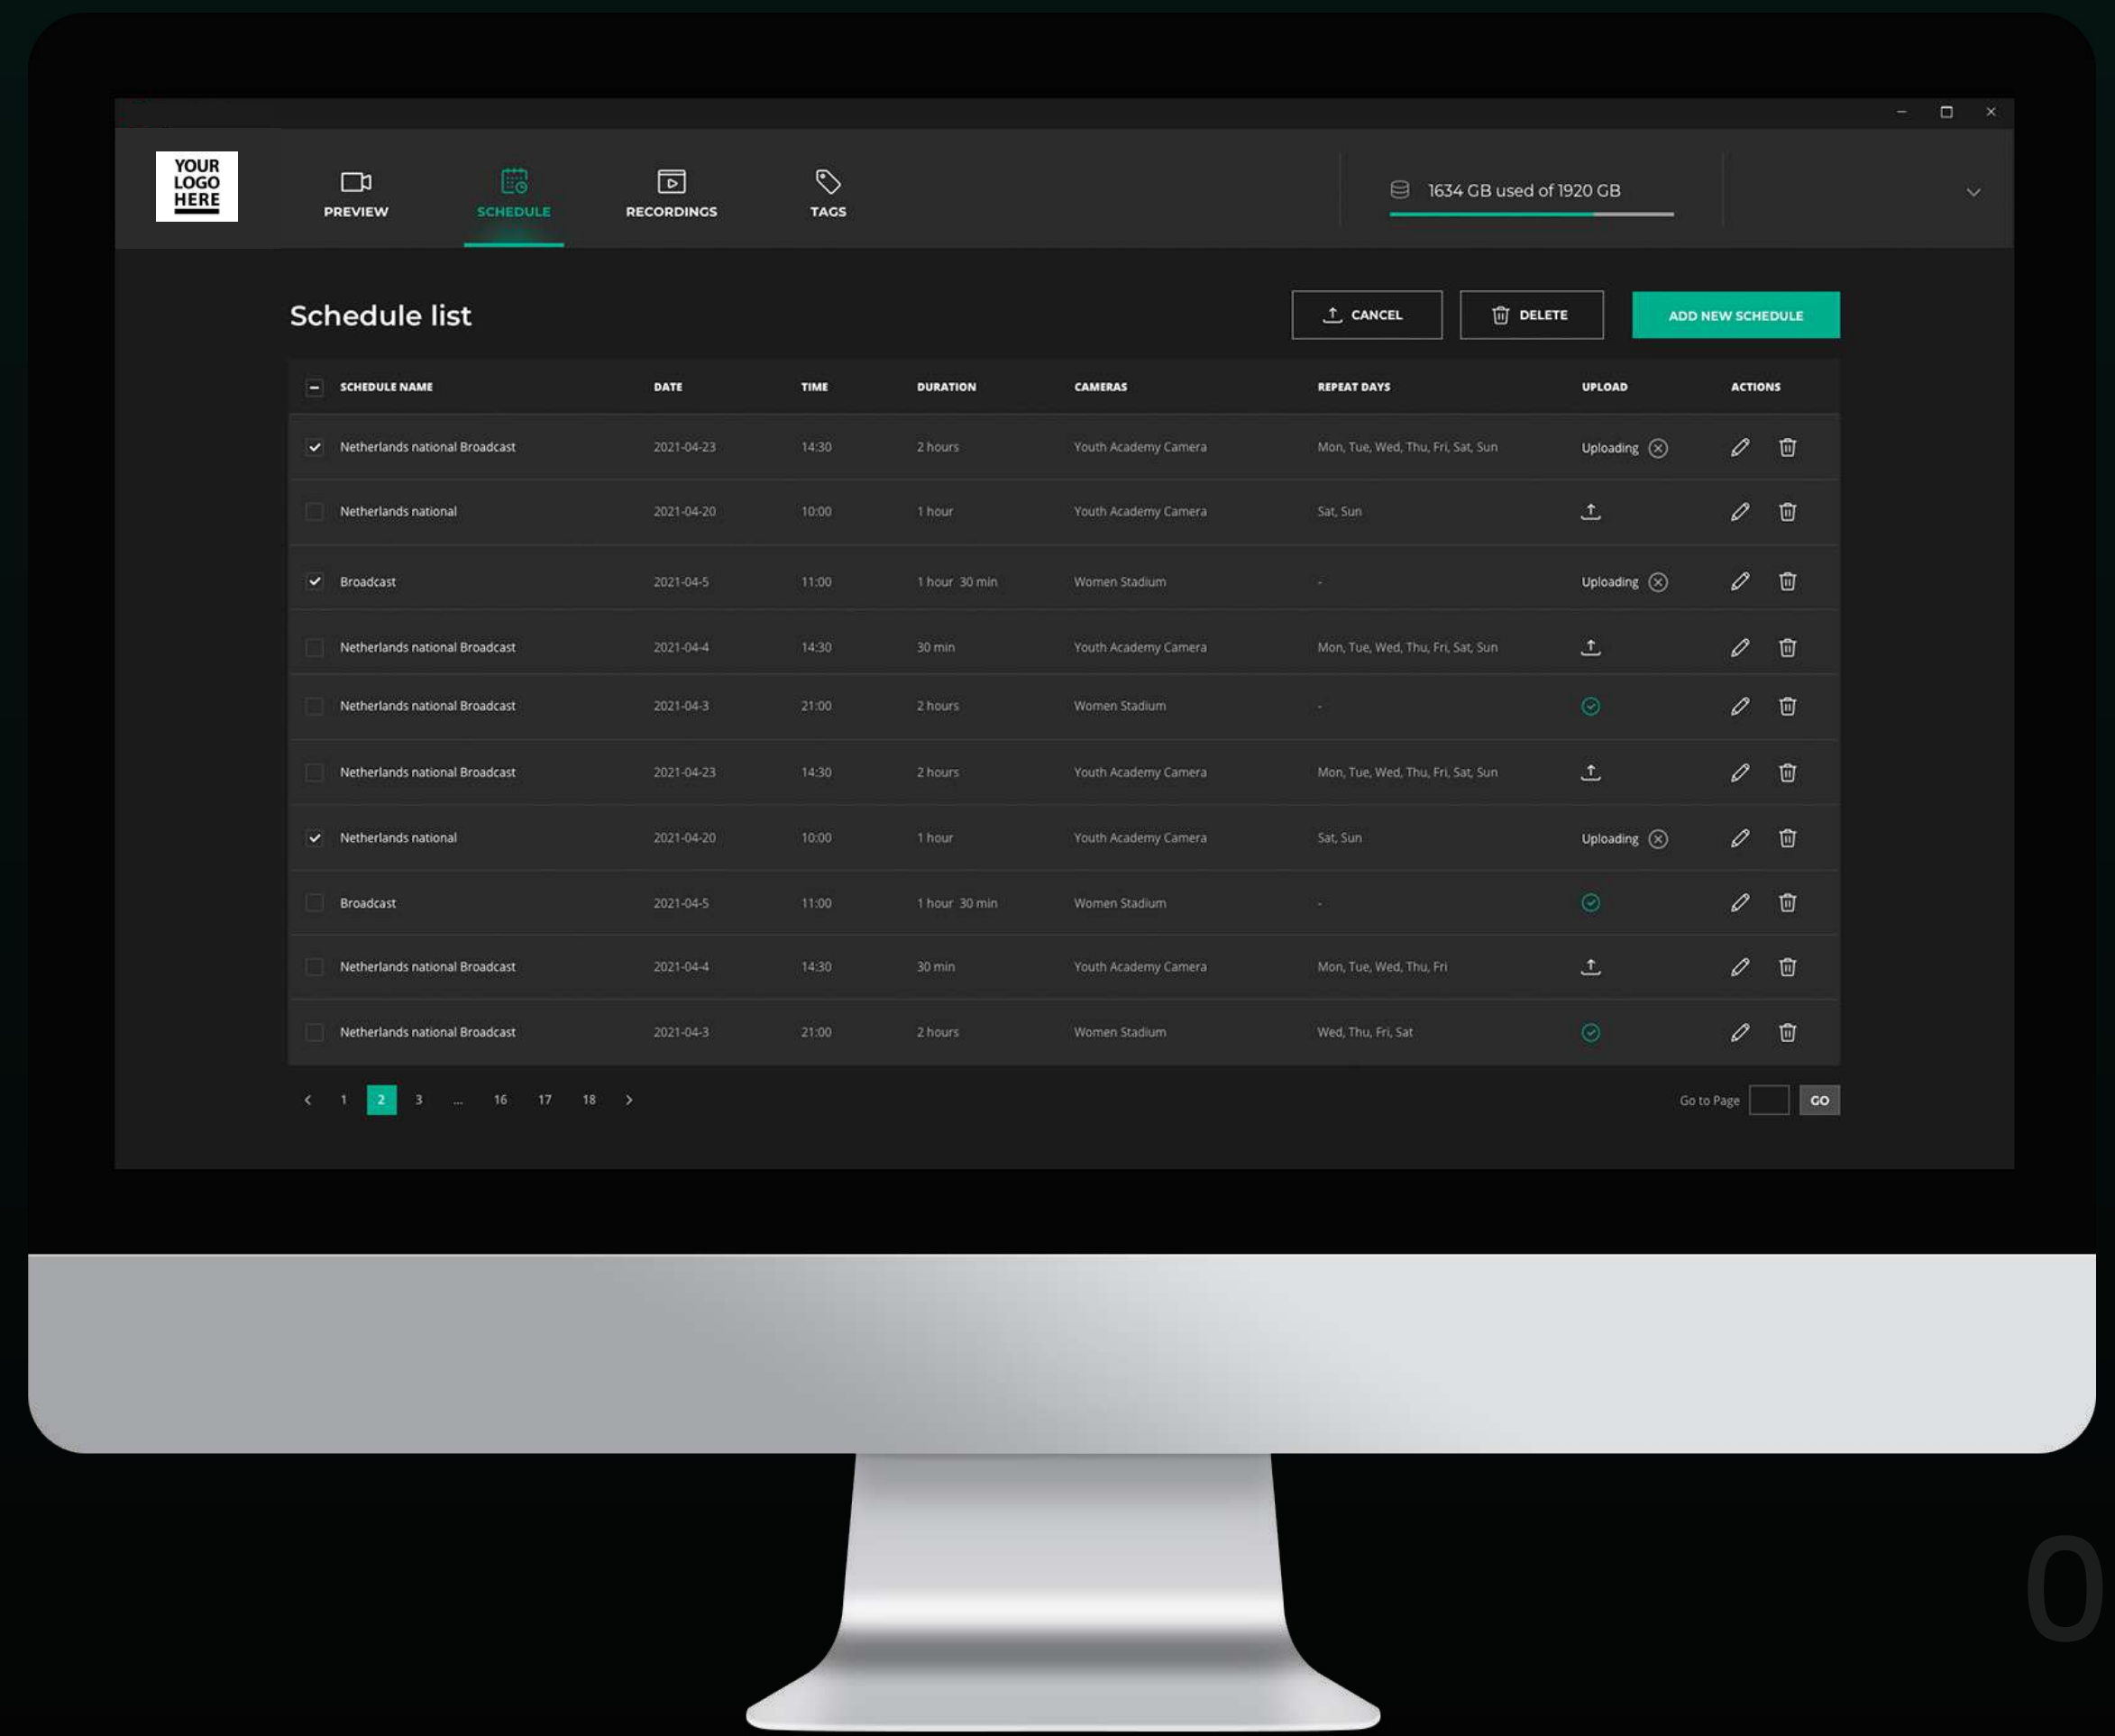 YOUR
LOGO
HERE
PREVIEW
SCHEDULE
RECORDINGS
TAGS
1634 GB used of 1920 GB
Schedule list
CANCEL
DELETE
ADD NEW SCHEDULE
SCHEDULE NAME DATE TIME DURATION CAMERAS REPEAT DAYS UPLOAD ACTIONS
Netherlands national Broadcast 2021-04-23 14:30 2 hours Youth Academy Camera Mon, Tue, Wed, Thu, Fri, Sat, Sun Uploading
Netherlands national 2021-04-20 10:00 1 hour Youth Academy Camera Sat, Sun
Broadcast 2021-04-5 11:00 1 hour 30 min Women Stadium - Uploading
Netherlands national Broadcast 2021-04-4 14:30 30 min Youth Academy Camera Mon, Tue, Wed, Thu, Fri, Sat, Sun
Netherlands national Broadcast 2021-04-3 21:00 2 hours Women Stadium -
Netherlands national Broadcast 2021-04-23 14:30 2 hours Youth Academy Camera Mon, Tue, Wed, Thu, Fri, Sat, Sun
Netherlands national 2021-04-20 10:00 1 hour Youth Academy Camera Sat, Sun Uploading
Broadcast 2021-04-5 11:00 1 hour 30 min Women Stadium -
Netherlands national Broadcast 2021-04-4 14:30 30 min Youth Academy Camera Mon, Tue, Wed, Thu, Fri
Netherlands national Broadcast 2021-04-3 21:00 2 hours Women Stadium Wed, Thu, Fri, Sat
< 1 2 3 ... 16 17 18 >
Go to Page GO
0